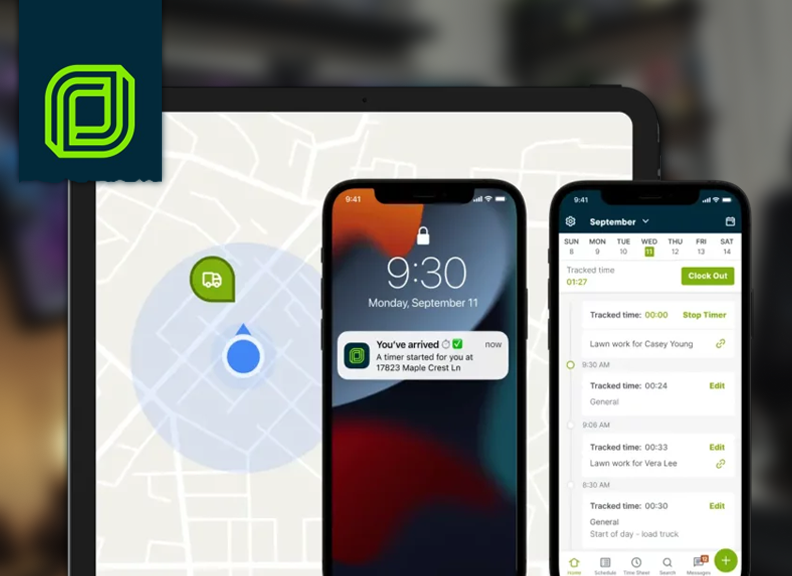 9:41
9:30
Monday, September 11
You've arrived
now
A timer started for you at
17823 Maple Crest Ln
9:41
September
SUN MON TUE WED THU FRI SAT
8 9 10 11 12 13 14
Tracked time
01:27
Clock Out
Tracked time: 00:00 Stop Timer
Lawn work for Casey Young
9:30 AM
Tracked time: 00:24 Edit
General
9:06 AM
Tracked time: 00:33 Edit
Lawn work for Vera Lee
8:30 AM
Tracked time: 00:30 Edit
General
Start of day - load truck
Home Schedule Time Sheet Search Messages